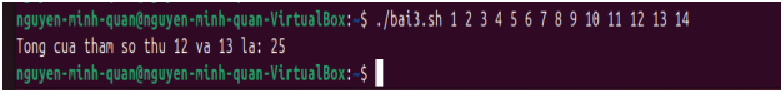 nguyen-minh-quan@nguyen-minh-quan-VirtualBox:~$ ./bai3.sh 1 2 3 4 5 6 7 8 9 10 11 12 13 14
Tong cua tham so thu 12 va 13 la: 25
nguyen-minh-quan@nguyen-minh-quan-VirtualBox:~$